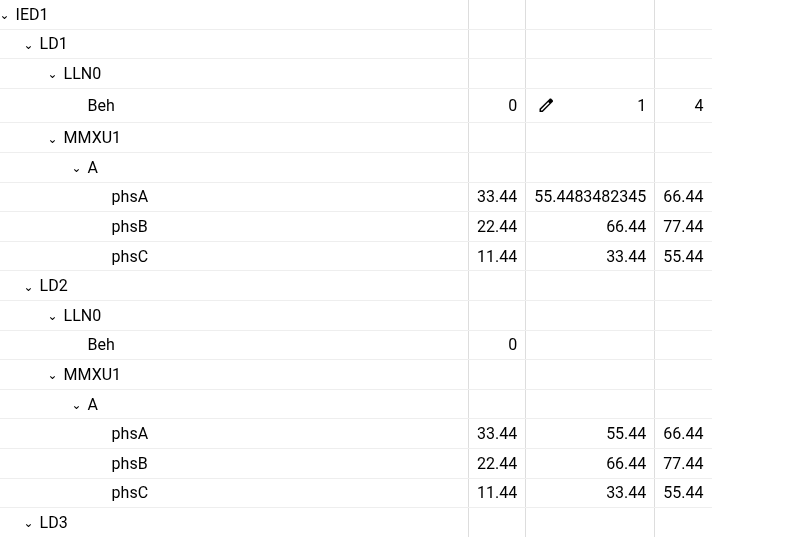 IED1
LD1
LLN0
Beh 0 1 4
MMXU1
A
phsA 33.44 55.4483482345 66.44
phsB 22.44 66.44 77.44
phsC 11.44 33.44 55.44
LD2
LLN0
Beh 0
MMXU1
A
phsA 33.44 55.44 66.44
phsB 22.44 66.44 77.44
phsC 11.44 33.44 55.44
LD3